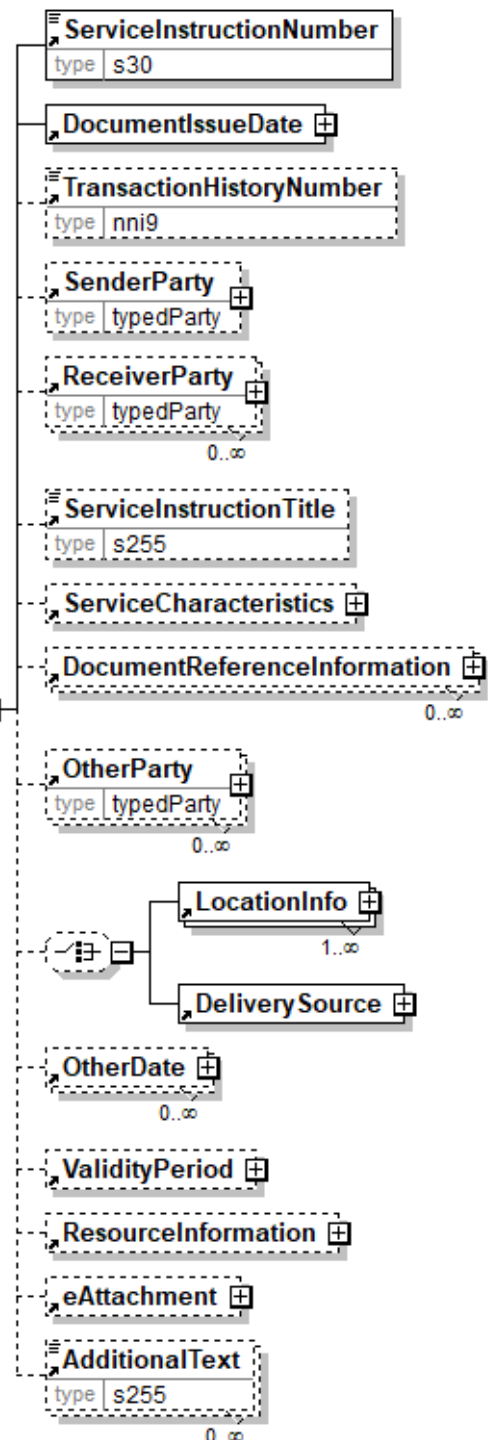 ServiceInstructionNumber
type s30
DocumentIssueDate
TransactionHistoryNumber
type nni9
SenderParty
type typedParty
ReceiverParty
type typedParty
0..∞
ServiceInstructionTitle
type s255
ServiceCharacteristics
DocumentReferenceInformation
0..∞
OtherParty
type typedParty
0..∞
LocationInfo
1..∞
DeliverySource
OtherDate
0..∞
ValidityPeriod
ResourceInformation
eAttachment
AdditionalText
type s255
0..∞